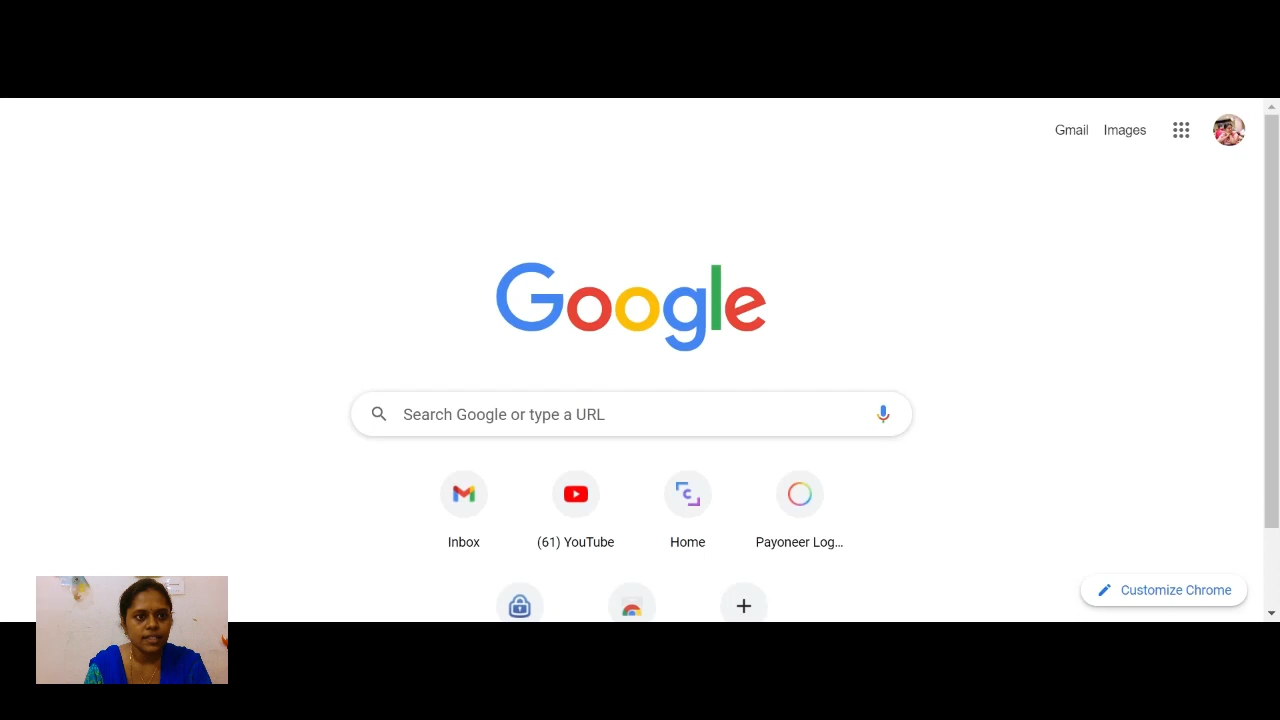 Gmail Images
Google
Search Google or type a URL
Inbox (61) YouTube Home Payoneer Log...
Customize Chrome